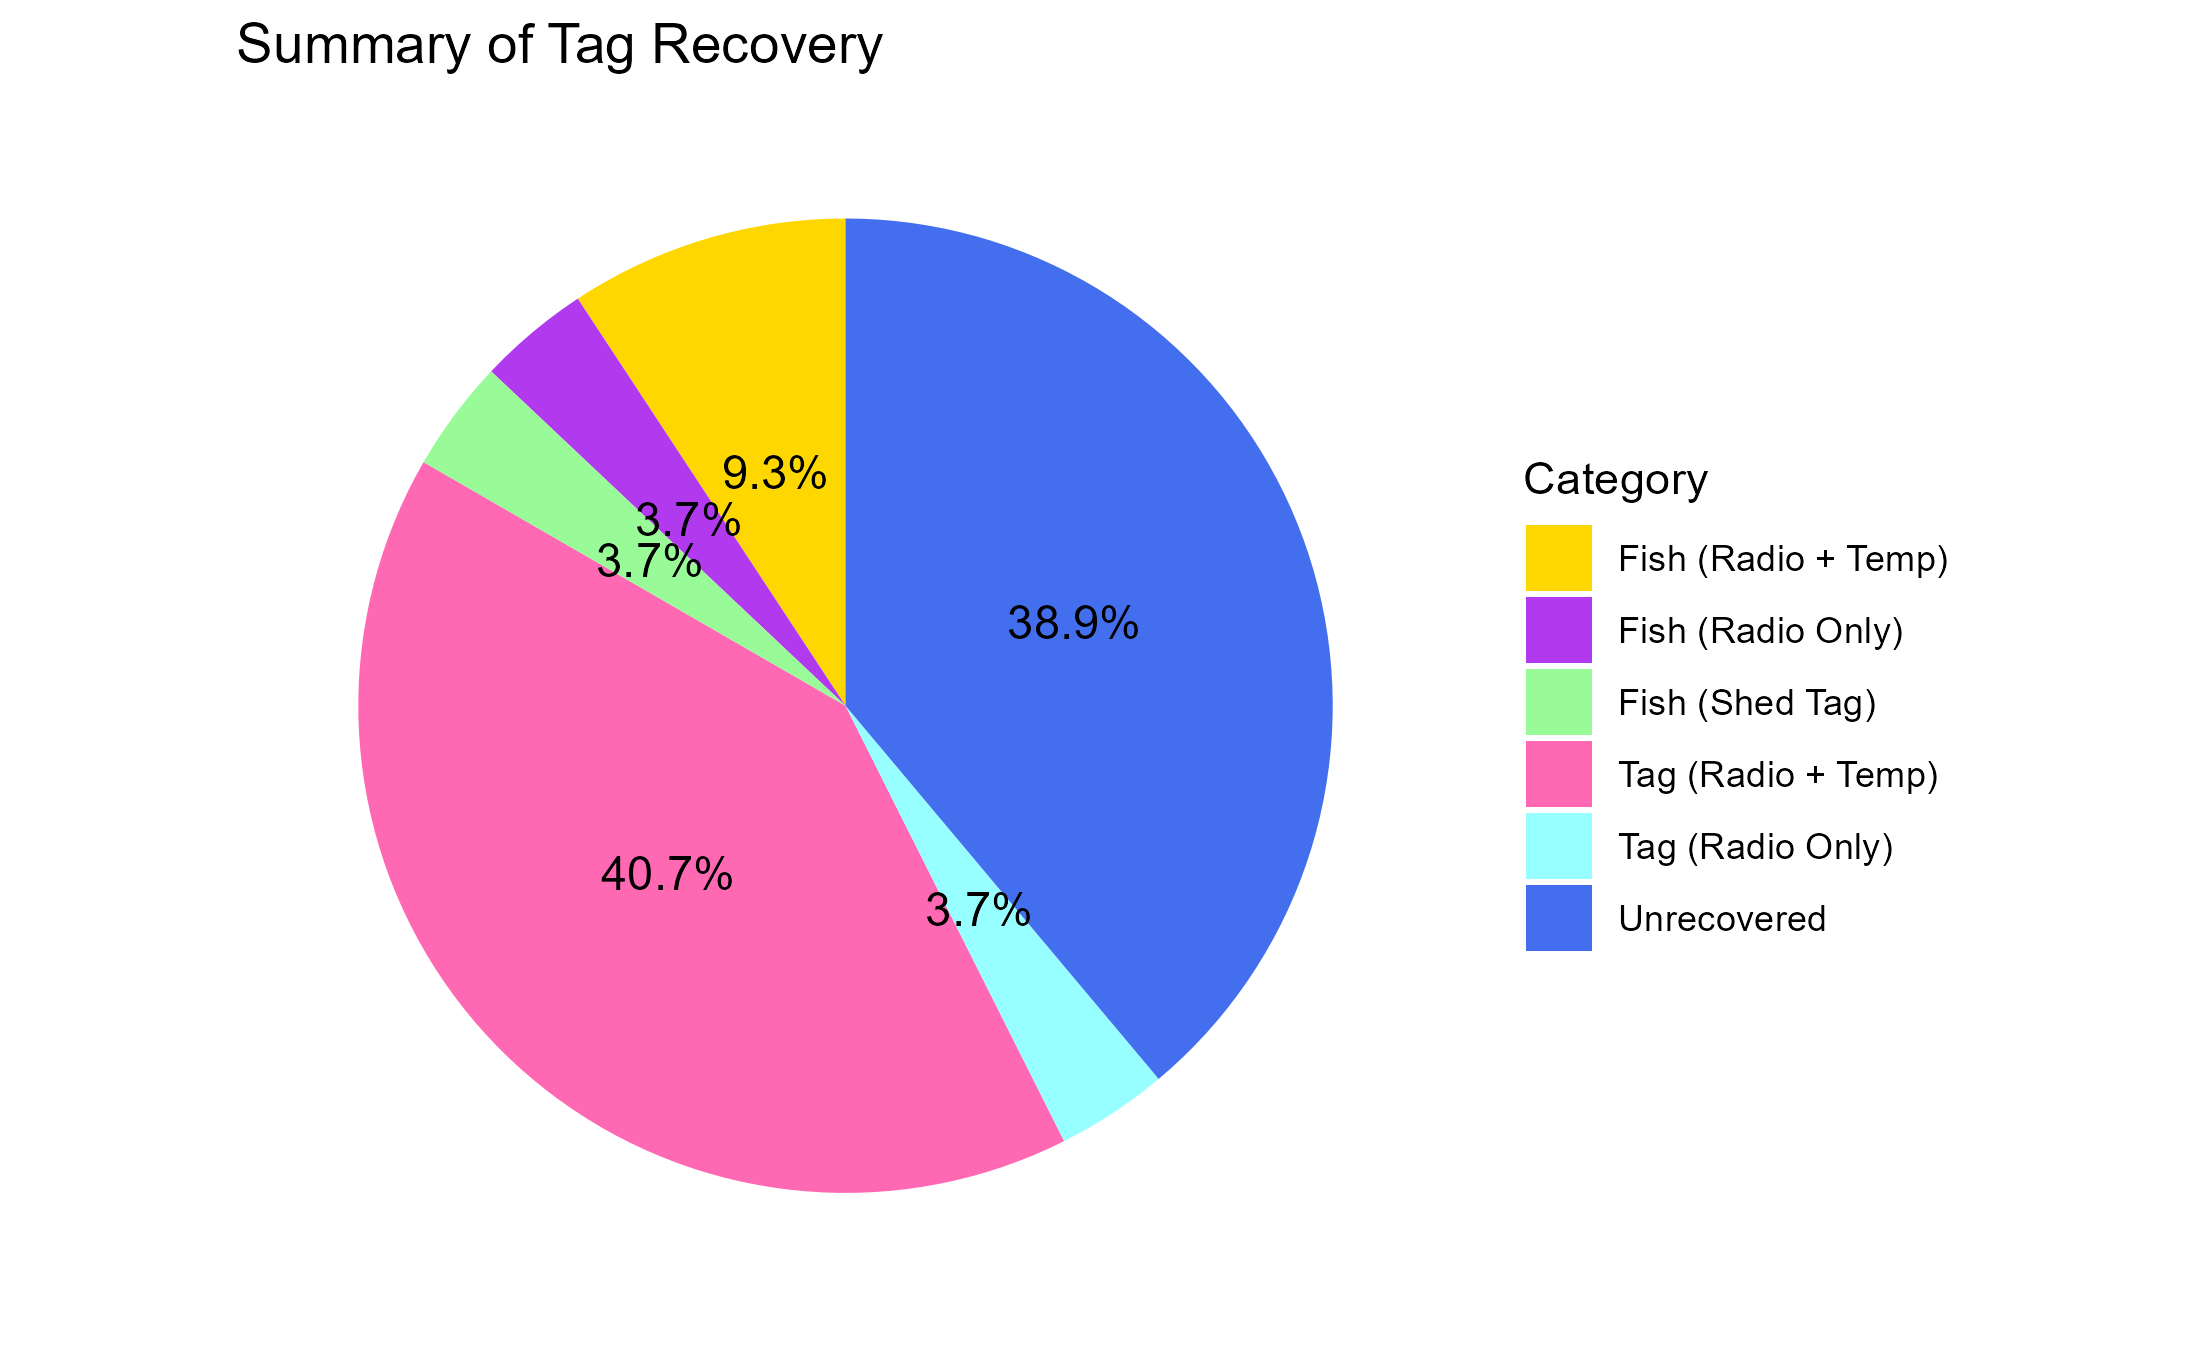 Summary of Tag Recovery
9.3%
3.7%
3.7%
38.9%
40.7%
3.7%
Category
Fish (Radio + Temp)
Fish (Radio Only)
Fish (Shed Tag)
Tag (Radio + Temp)
Tag (Radio Only)
Unrecovered